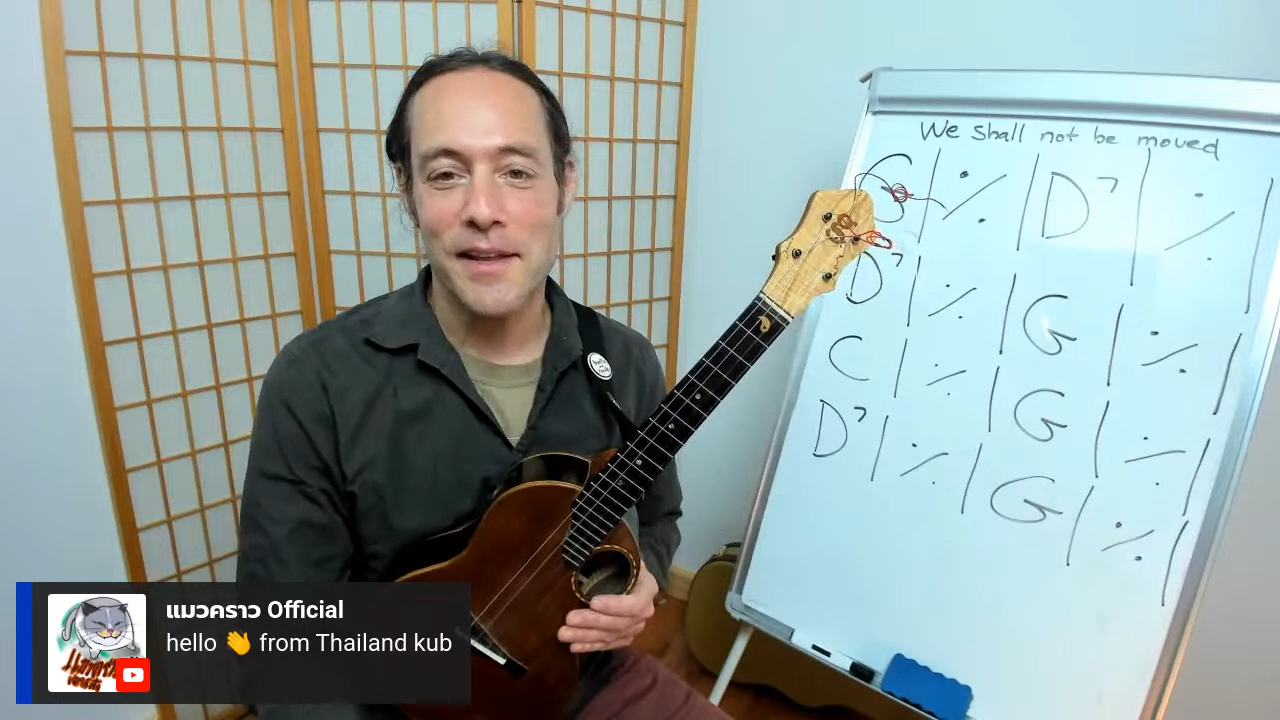 We shall not be moved
G | ٪ | D7 | ٪ |
D7 | ٪ | G | ٪ |
C | ٪ | G | ٪ |
D7 | ٪ | G | ٪ |
แมวคราว Official
hello 👋 from Thailand kub